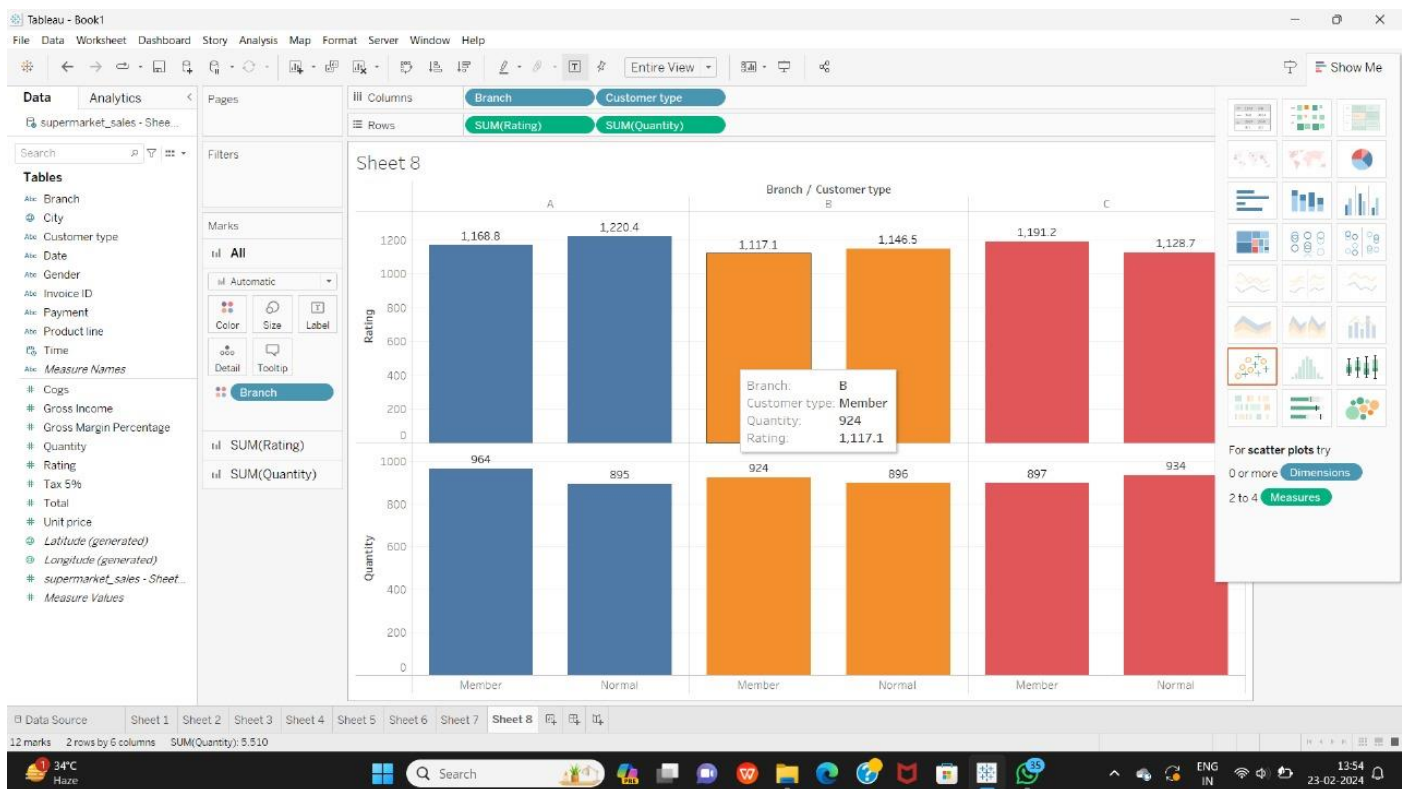 Tableau - Book1
File Data Worksheet Dashboard Story Analysis Map Format Server Window Help
Entire View
Show Me
Data Analytics
supermarket_sales - Shee...
Search
Tables
Abc Branch
City
Abc Customer type
Abc Date
Abc Gender
Abc Invoice ID
Abc Payment
Abc Product line
Time
Abc Measure Names
# Cogs
# Gross Income
# Gross Margin Percentage
# Quantity
# Rating
# Tax 5%
# Total
# Unit price
Latitude (generated)
Longitude (generated)
# supermarket_sales - Sheet...
# Measure Values
Pages
Filters
Marks
All
Automatic
Color Size Label
Detail Tooltip
Branch
SUM(Rating)
SUM(Quantity)
Columns Branch Customer type
Rows SUM(Rating) SUM(Quantity)
Sheet 8
Branch / Customer type
A B C
Rating
1200
1000
800
600
400
200
0
1,168.8 1,220.4 1,117.1 1,146.5 1,191.2 1,128.7
Branch: B
Customer type: Member
Quantity: 924
Rating: 1,117.1
Quantity
1000
800
600
400
200
0
964 895 924 896 897 934
Member Normal Member Normal Member Normal
For scatter plots try
0 or more Dimensions
2 to 4 Measures
Data Source Sheet 1 Sheet 2 Sheet 3 Sheet 4 Sheet 5 Sheet 6 Sheet 7 Sheet 8
12 marks 2 rows by 6 columns SUM(Quantity): 5,510
1
34°C
Haze
Search
35
ENG
IN
13:54
23-02-2024